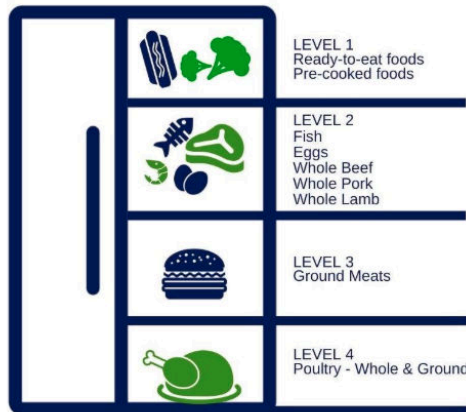 LEVEL 1
Ready-to-eat foods
Pre-cooked foods
LEVEL 2
Fish
Eggs
Whole Beef
Whole Pork
Whole Lamb
LEVEL 3
Ground Meats
LEVEL 4
Poultry - Whole & Ground